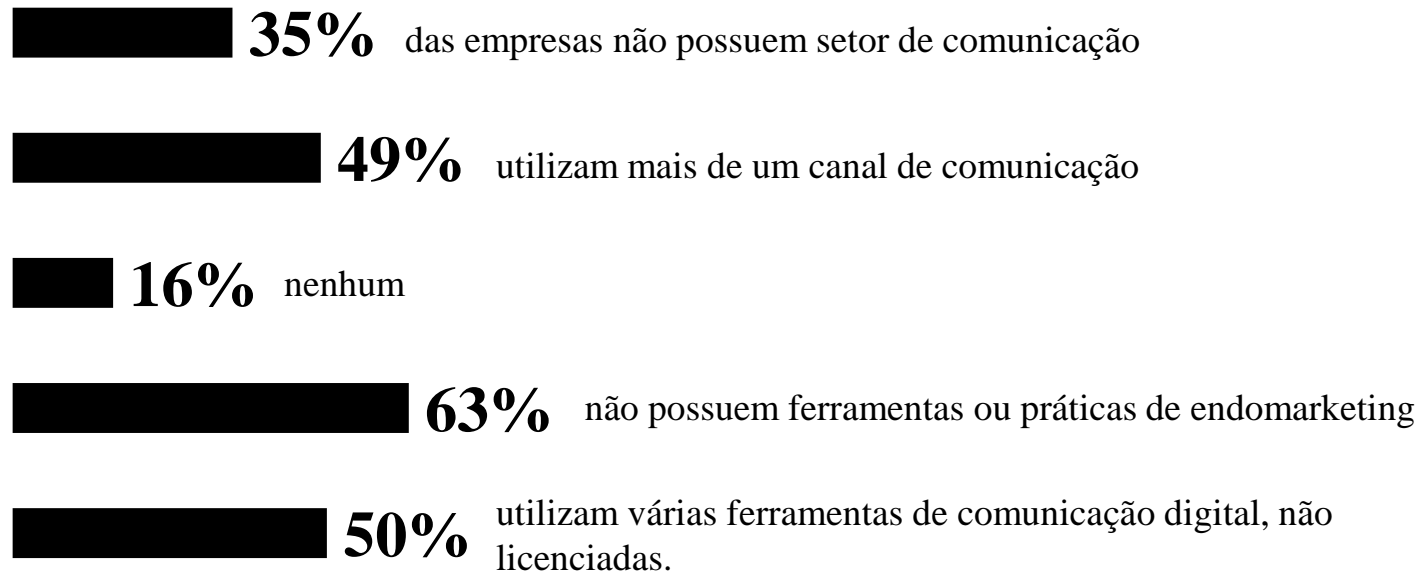 35% das empresas não possuem setor de comunicação
49% utilizam mais de um canal de comunicação
16% nenhum
63% não possuem ferramentas ou práticas de endomarketing
50% utilizam várias ferramentas de comunicação digital, não
licenciadas.